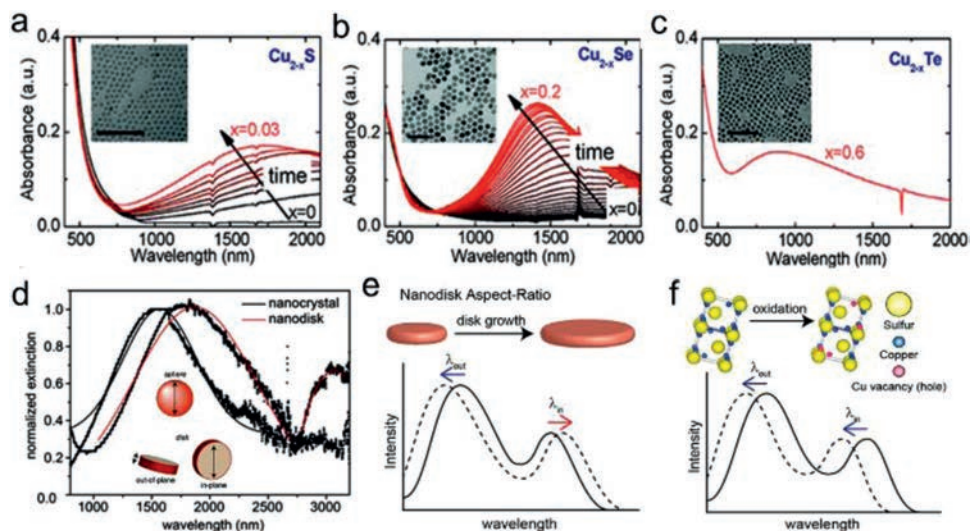 a
Cu2-xS
x=0.03
time
x=0
0.4
0.2
0.0
Absorbance (a.u.)
500 1000 1500 2000
Wavelength (nm)
b
Cu2-xSe
x=0.2
time
x=0
0.4
0.2
0.0
Absorbance (a.u.)
500 1000 1500 2000
Wavelength (nm)
c
Cu2-xTe
x=0.6
0.4
0.2
0.0
Absorbance (a.u.)
500 1000 1500 2000
Wavelength (nm)
d
nanocrystal
nanodisk
sphere
disk
out-of-plane
in-plane
1.0
0.8
0.6
0.4
0.2
0.0
normalized extinction
1000 1500 2000 2500 3000
wavelength (nm)
e
Nanodisk Aspect-Ratio
disk growth
λout
λin
Intensity
wavelength
f
oxidation
Sulfur
Copper
Cu vacancy (hole)
λout
λin
Intensity
wavelength